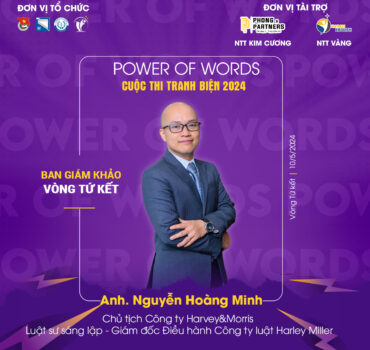 ĐƠN VỊ TỔ CHỨC
ĐƠN VỊ TÀI TRỢ
PHONG & PARTNERS
NTT KIM CƯƠNG
NTT VÀNG
POWER OF WORDS
CUỘC THI TRANH BIỆN 2024
BAN GIÁM KHẢO
VÒNG TỨ KẾT
Vòng Tứ kết | 10/5/2024
Anh. Nguyễn Hoàng Minh
Chủ tịch Công ty Harvey&Morris
Luật sư sáng lập - Giám đốc Điều hành Công ty luật Harley Miller